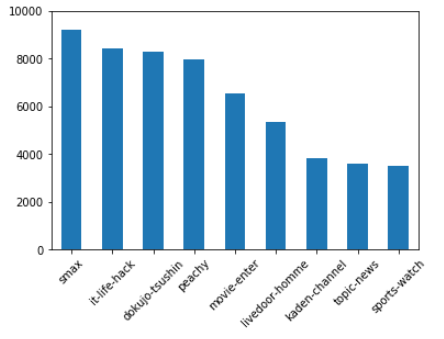 10000
8000
6000
4000
2000
0
smax
it-life-hack
dokujo-tsushin
peachy
movie-enter
livedoor-homme
kaden-channel
topic-news
sports-watch